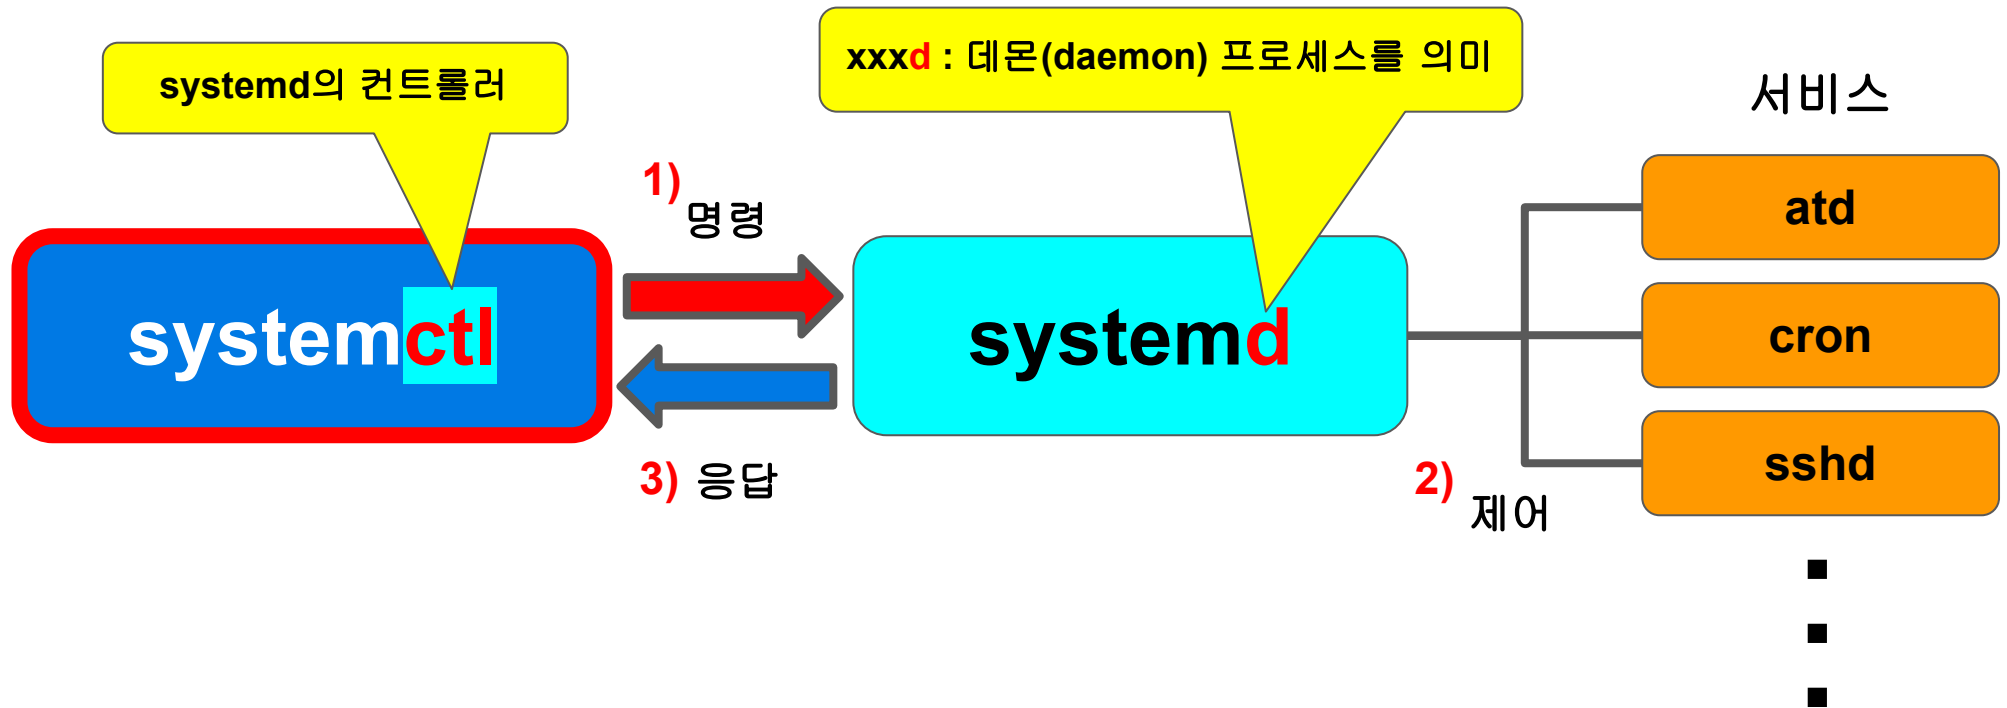 systemd의 컨트롤러
xxxd : 데몬(daemon) 프로세스를 의미
서비스
1)
명령
systemctl
systemd
atd
cron
sshd
3) 응답
2)
제어